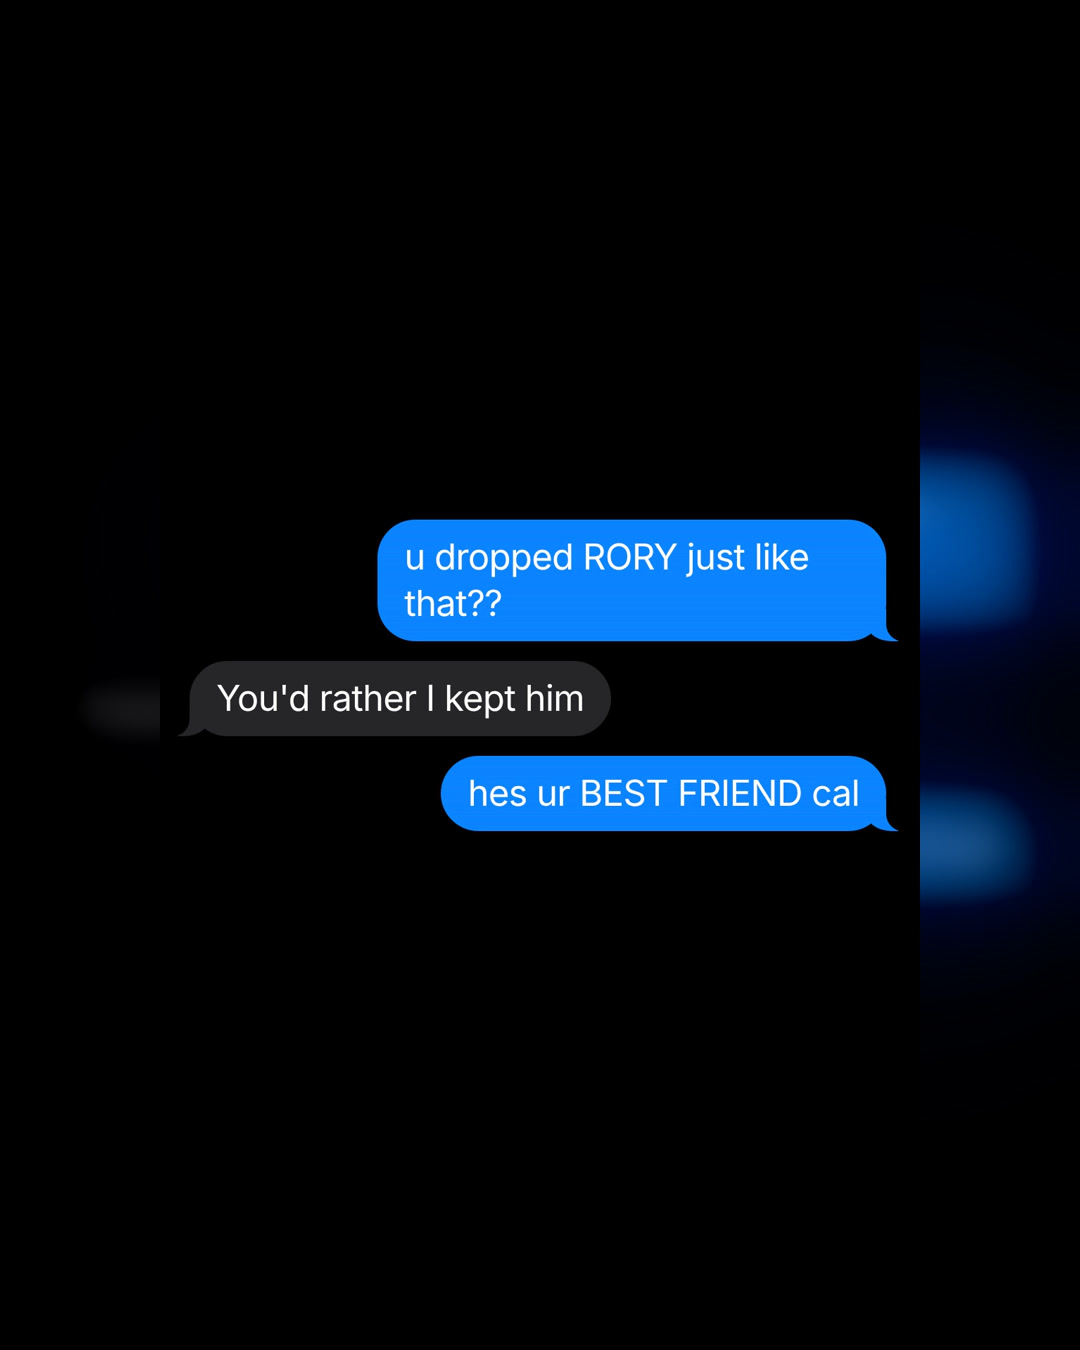 u dropped RORY just like
that??
You'd rather I kept him
hes ur BEST FRIEND cal